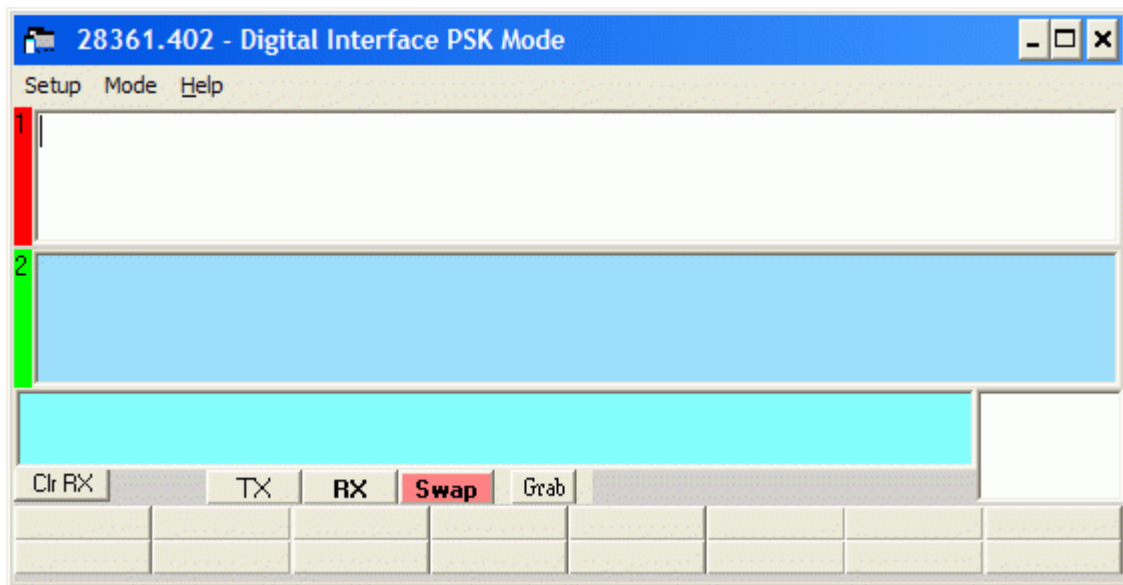 28361.402 - Digital Interface PSK Mode
Setup Mode Help
1
2
Clr RX TX RX Swap Grab